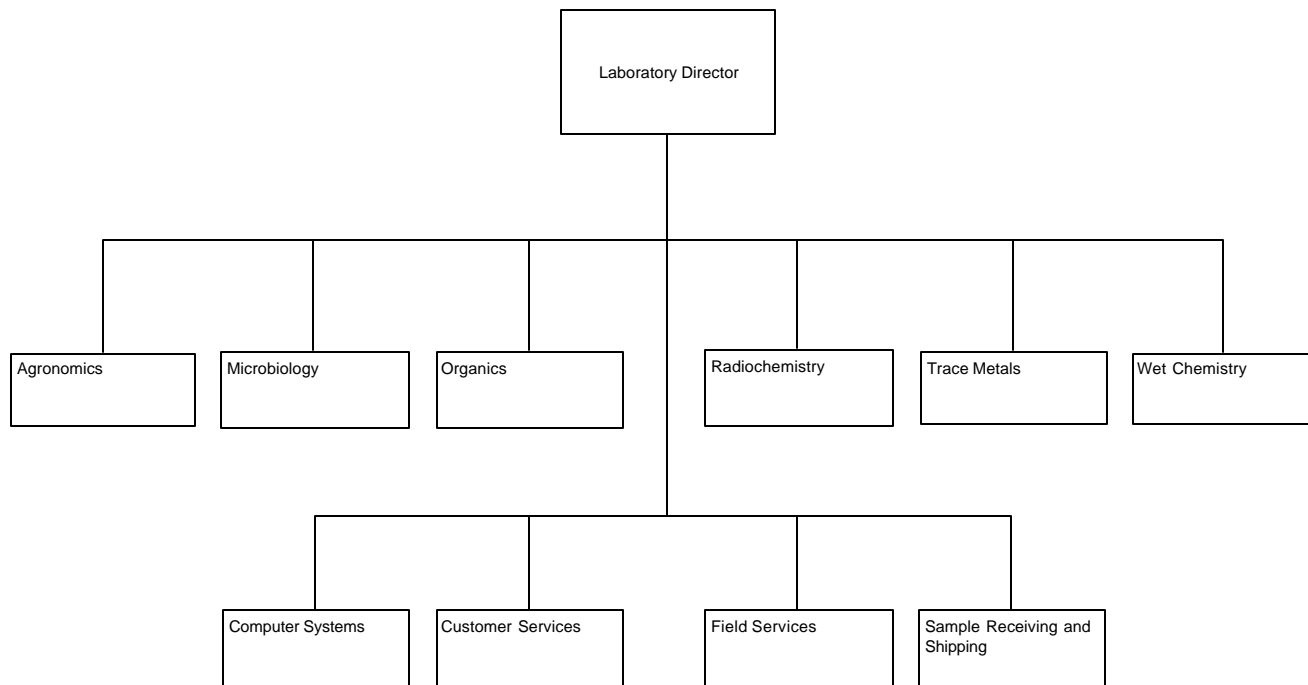 Laboratory Director
Agronomics
Microbiology
Organics
Radiochemistry
Trace Metals
Wet Chemistry
Computer Systems
Customer Services
Field Services
Sample Receiving and
Shipping